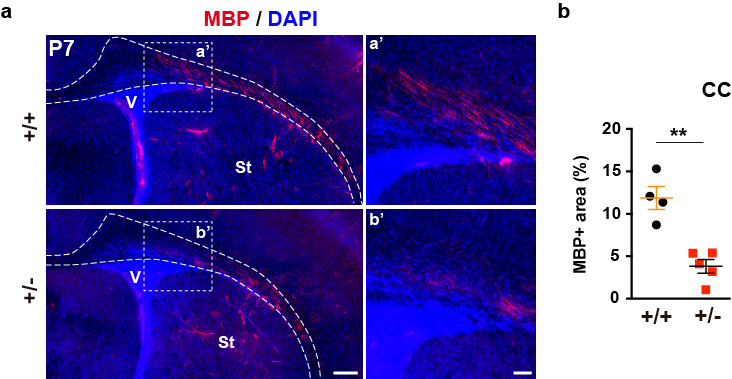 a
MBP / DAPI
b
P7
a’
a’
V
St
+/+
b’
b’
V
St
+/-
CC
**
20
15
10
5
0
MBP+ area (%)
+/+ +/-